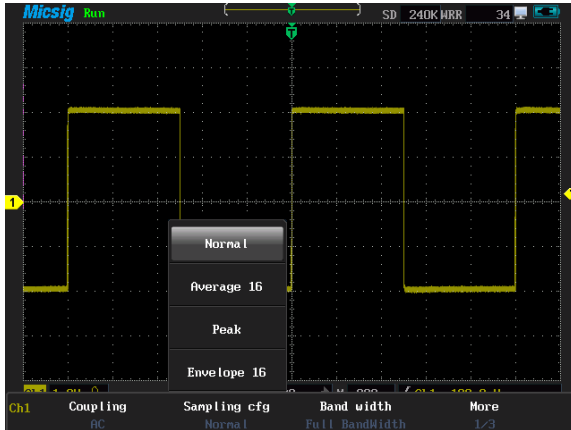 Micsig Run SD 240K WRR 34
1
Normal
Average 16
Peak
Envelope 16
Ch1 Coupling Sampling cfg Band width More
AC Normal Full BandWidth 1/3